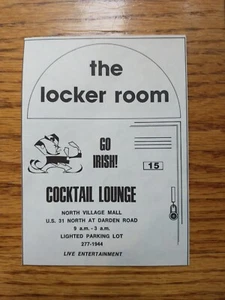 the
locker room
GO
IRISH!
15
COCKTAIL LOUNGE
NORTH VILLAGE MALL
U.S. 31 NORTH AT DARDEN ROAD
9 a.m. - 3 a.m.
LIGHTED PARKING LOT
277-1944
LIVE ENTERTAINMENT